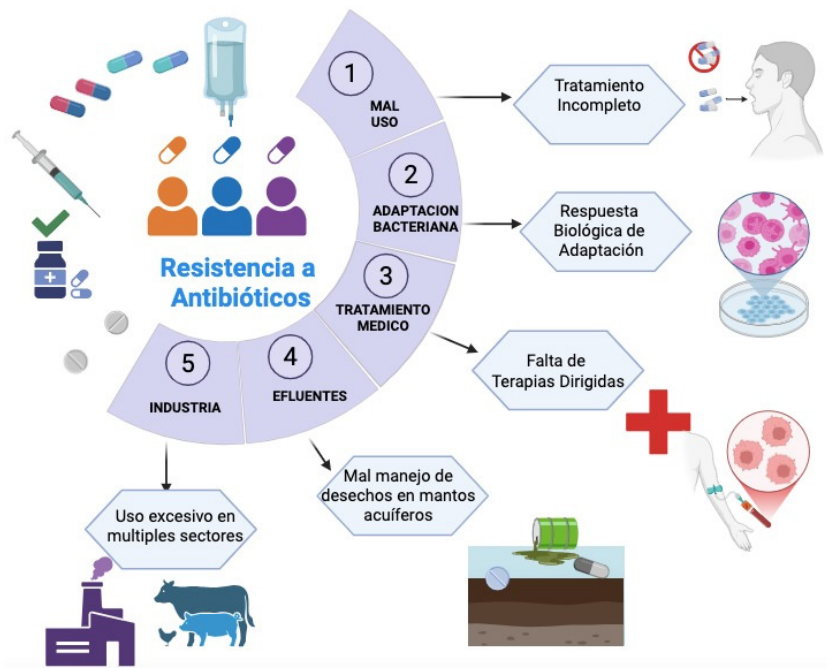 Resistencia a
Antibióticos
1
MAL
USO
Tratamiento
Incompleto
2
ADAPTACION
BACTERIANA
Respuesta
Biológica de
Adaptación
3
TRATAMIENTO
MEDICO
Falta de
Terapias Dirigidas
4
EFLUENTES
Mal manejo de
desechos en mantos
acuíferos
5
INDUSTRIA
Uso excesivo en
multiples sectores